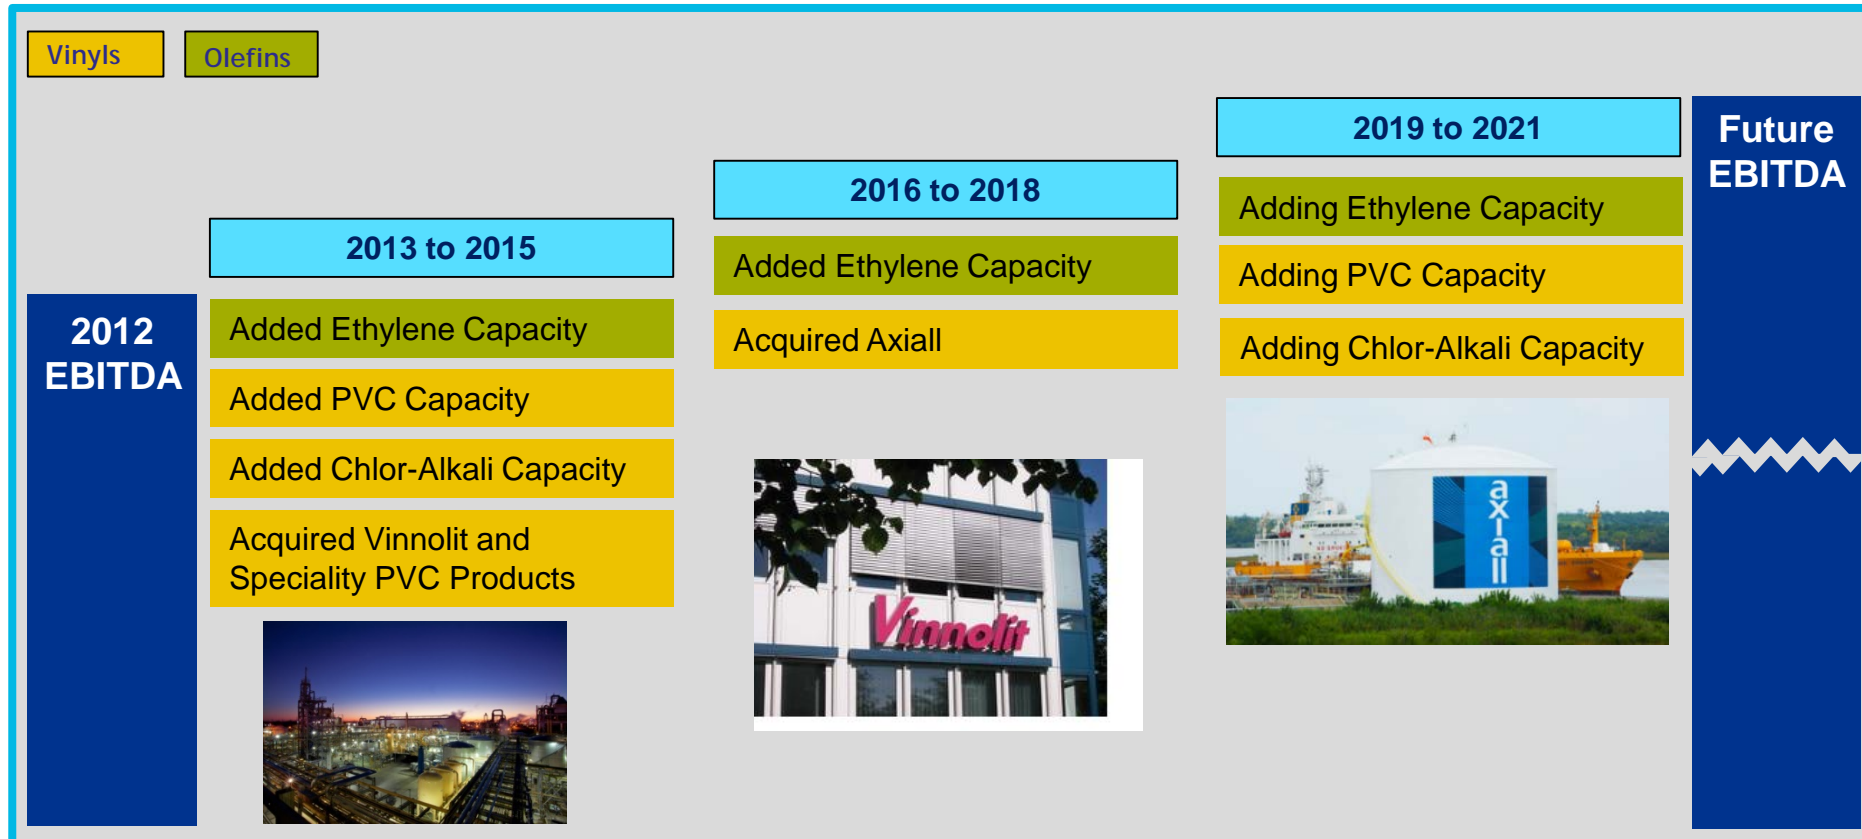 Vinyls
Olefins
2012
EBITDA
2013 to 2015
Added Ethylene Capacity
Added PVC Capacity
Added Chlor-Alkali Capacity
Acquired Vinnolit and
Speciality PVC Products
2016 to 2018
Added Ethylene Capacity
Acquired Axiall
Vinnolit
2019 to 2021
Adding Ethylene Capacity
Adding PVC Capacity
Adding Chlor-Alkali Capacity
axiall
Future
EBITDA